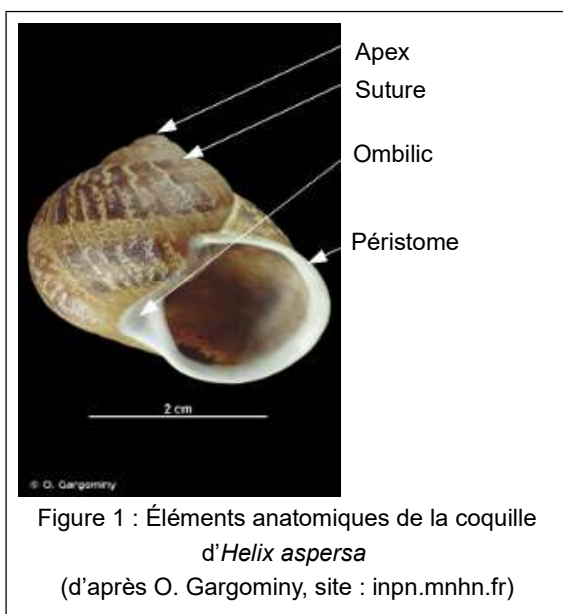 Apex
Suture
Ombilic
Péristome
2 cm
© O. Gargominy
Figure 1 : Éléments anatomiques de la coquille
d’Helix aspersa
(d’après O. Gargominy, site : inpn.mnhn.fr)